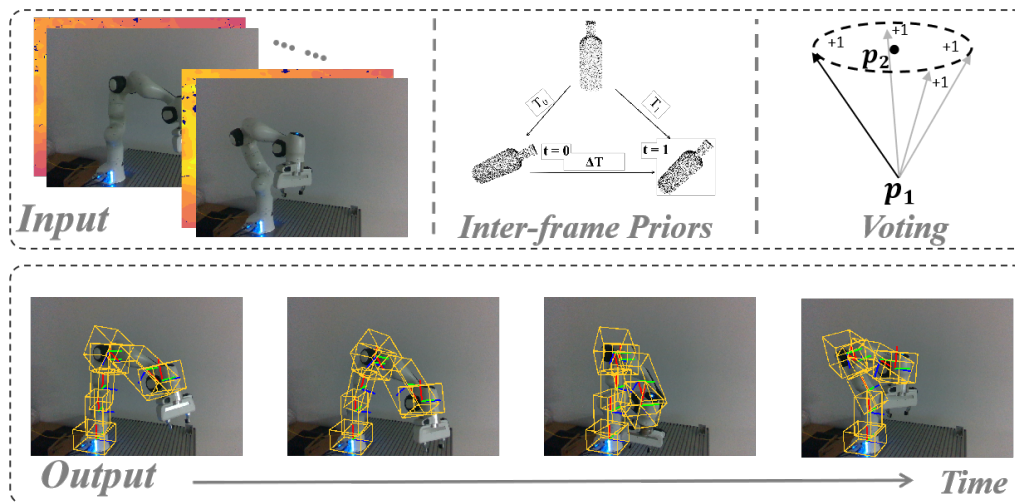 T₀
T₁
t = 0
t = 1
ΔT
+1
+1
+1
+1
p₂
p₁
Input
Inter-frame Priors
Voting
Output
Time